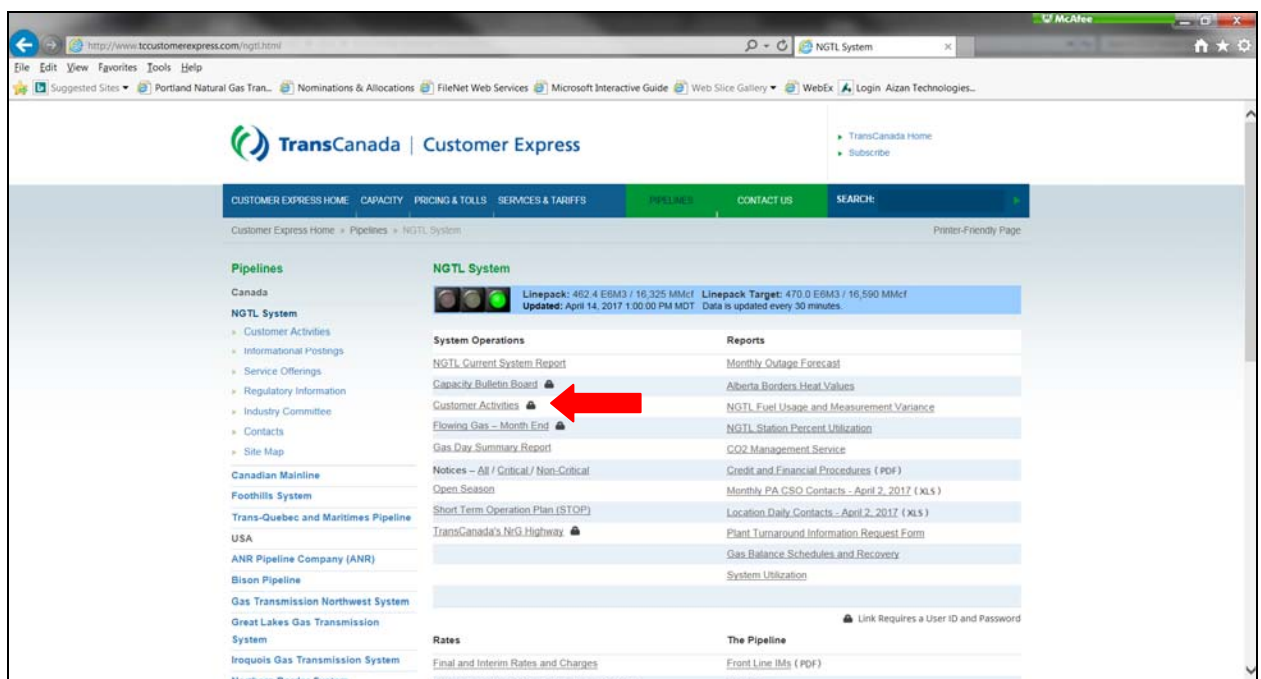 McAfee
http://www.tccustomerexpress.com/ngtl.html
NGTL System
File Edit View Favorites Tools Help
Suggested Sites Portland Natural Gas Tran... Nominations & Allocations FileNet Web Services Microsoft Interactive Guide Web Slice Gallery WebEx Login Aizan Technologies...
TransCanada | Customer Express
TransCanada Home
Subscribe
CUSTOMER EXPRESS HOME CAPACITY PRICING & TOLLS SERVICES & TARIFFS PIPELINES CONTACT US SEARCH:
Customer Express Home » Pipelines » NGTL System
Printer-Friendly Page
Pipelines
Canada
NGTL System
Customer Activities
Informational Postings
Service Offerings
Regulatory Information
Industry Committee
Contacts
Site Map
Canadian Mainline
Foothills System
Trans-Quebec and Maritimes Pipeline
USA
ANR Pipeline Company (ANR)
Bison Pipeline
Gas Transmission Northwest System
Great Lakes Gas Transmission
System
Iroquois Gas Transmission System
Northern Border System
NGTL System
Linepack: 462.4 E6M3 / 16,325 MMcf Linepack Target: 470.0 E6M3 / 16,590 MMcf
Updated: April 14, 2017 1:00:00 PM MDT Data is updated every 30 minutes.
System Operations
NGTL Current System Report
Capacity Bulletin Board
Customer Activities
Flowing Gas – Month End
Gas Day Summary Report
Notices – All / Critical / Non-Critical
Open Season
Short Term Operation Plan (STOP)
TransCanada's NrG Highway
Reports
Monthly Outage Forecast
Alberta Borders Heat Values
NGTL Fuel Usage and Measurement Variance
NGTL Station Percent Utilization
CO2 Management Service
Credit and Financial Procedures (PDF)
Monthly PA CSO Contacts - April 2, 2017 (XLS)
Location Daily Contacts - April 2, 2017 (XLS)
Plant Turnaround Information Request Form
Gas Balance Schedules and Recovery
System Utilization
Link Requires a User ID and Password
Rates
Final and Interim Rates and Charges
The Pipeline
Front Line IMs (PDF)